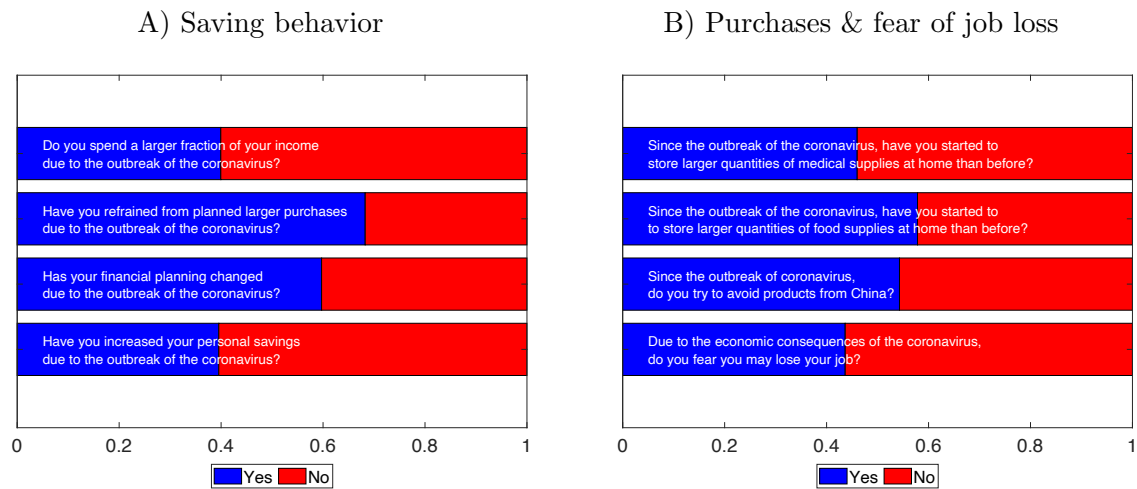 A) Saving behavior
Do you spend a larger fraction of your income
due to the outbreak of the coronavirus?
Have you refrained from planned larger purchases
due to the outbreak of the coronavirus?
Has your financial planning changed
due to the outbreak of the coronavirus?
Have you increased your personal savings
due to the outbreak of the coronavirus?
0 0.2 0.4 0.6 0.8 1
Yes No
B) Purchases & fear of job loss
Since the outbreak of the coronavirus, have you started to
store larger quantities of medical supplies at home than before?
Since the outbreak of the coronavirus, have you started to
to store larger quantities of food supplies at home than before?
Since the outbreak of coronavirus,
do you try to avoid products from China?
Due to the economic consequences of the coronavirus,
do you fear you may lose your job?
0 0.2 0.4 0.6 0.8 1
Yes No